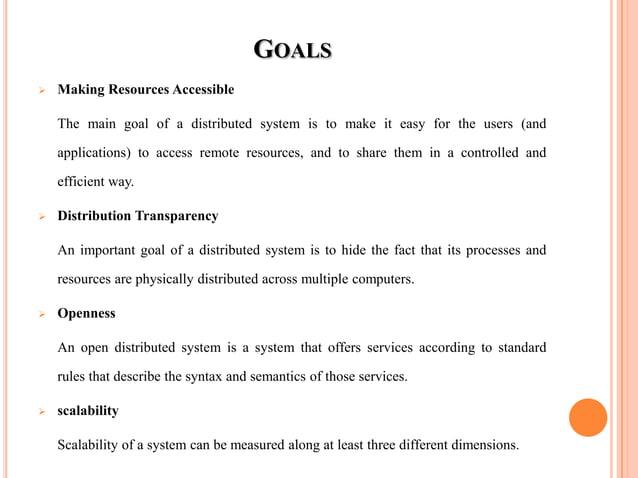 GOALS
Making Resources Accessible
The main goal of a distributed system is to make it easy for the users (and
applications) to access remote resources, and to share them in a controlled and
efficient way.
Distribution Transparency
An important goal of a distributed system is to hide the fact that its processes and
resources are physically distributed across multiple computers.
Openness
An open distributed system is a system that offers services according to standard
rules that describe the syntax and semantics of those services.
scalability
Scalability of a system can be measured along at least three different dimensions.